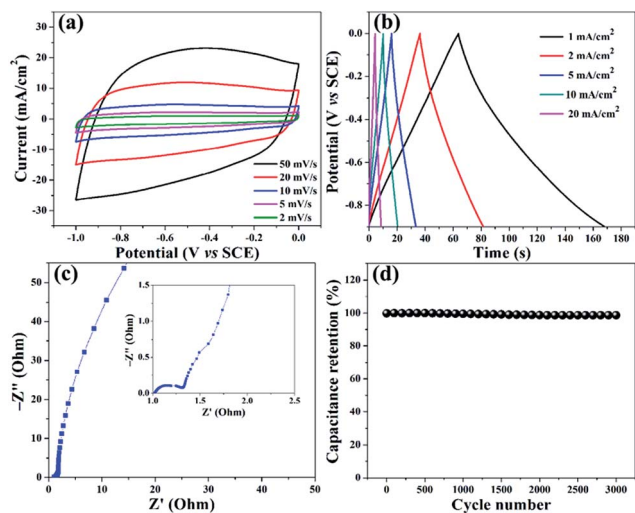 (a)
Current (mA/cm²)
30
20
10
0
-10
-20
-30
50 mV/s
20 mV/s
10 mV/s
5 mV/s
2 mV/s
-1.0 -0.8 -0.6 -0.4 -0.2 0.0
Potential (V vs SCE)
(b)
Potential (V vs SCE)
0.0
-0.2
-0.4
-0.6
-0.8
1 mA/cm²
2 mA/cm²
5 mA/cm²
10 mA/cm²
20 mA/cm²
0 20 40 60 80 100 120 140 160 180
Time (s)
(c)
−Z'' (Ohm)
-50
-40
-30
-20
-10
0
0 10 20 30 40 50
Z' (Ohm)
−Z'' (Ohm)
1.5
1.0
0.5
0.0
1.0 1.5 2.0 2.5
Z' (Ohm)
(d)
Capacitance retention (%)
120
100
80
60
40
20
0
0 500 1000 1500 2000 2500 3000
Cycle number